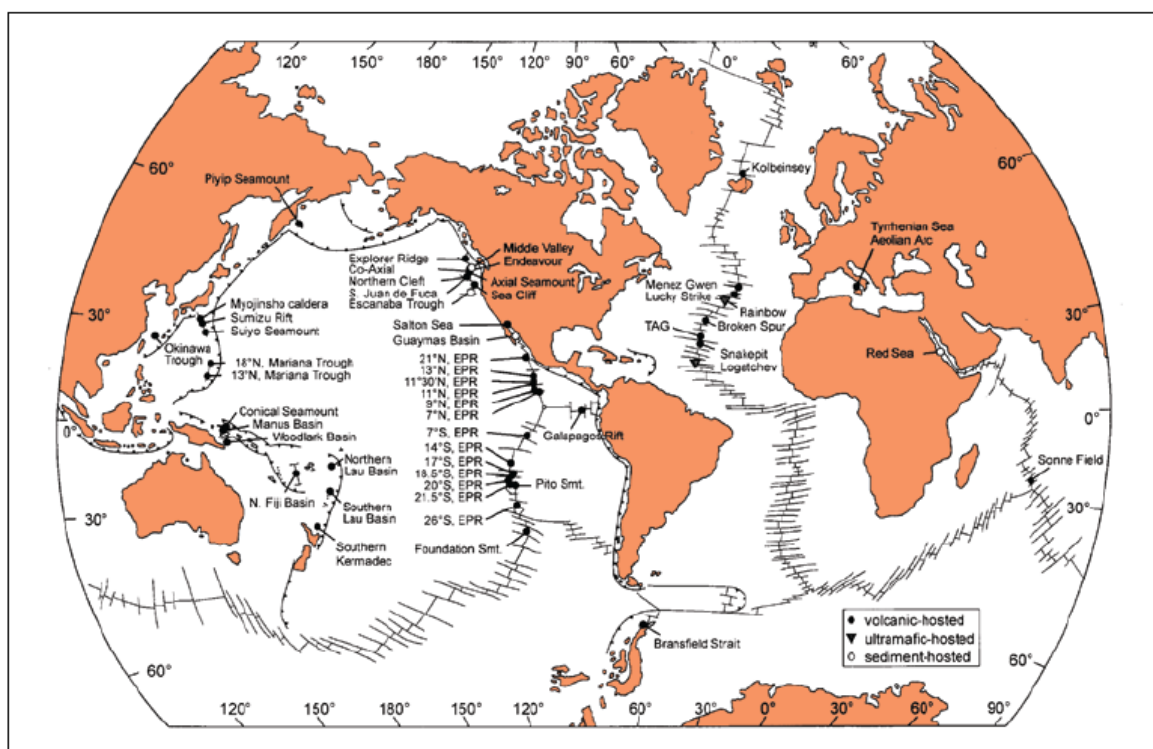 120° 150° 150° 120° 90° 60° 30° 0° 60°
60°
60°
30°
30°
0°
0°
30°
30°
60°
60°
Piyip Seamount
Kolbeinsey
Tyrrhenian Sea
Aeolian Arc
Explorer Ridge
Co-Axial
Northern Cleft
S. Juan de Fuca
Escanaba Trough
Midde Valley
Endeavour
Axial Seamount
Sea Cliff
Menez Gwen
Lucky Strike
Rainbow
Broken Spur
TAG
Snakepit
Logatchev
Red Sea
Myojinsho caldera
Sumizu Rift
Suiyo Seamount
Okinawa
Trough
18°N, Mariana Trough
13°N, Mariana Trough
Salton Sea
Guaymas Basin
21°N, EPR
13°N, EPR
11°30'N, EPR
11°N, EPR
9°N, EPR
7°N, EPR
Galapagos Rift
Conical Seamount
Manus Basin
Woodlark Basin
7°S, EPR
14°S, EPR
17°S, EPR
18.5°S, EPR
20°S, EPR
21.5°S, EPR
26°S, EPR
Pito Smt.
Foundation Smt.
Northern
Lau Basin
N. Fiji Basin
Southern
Lau Basin
Southern
Kermadec
Sonne Field
Bransfield Strait
volcanic-hosted
ultramafic-hosted
sediment-hosted
120° 150° 180° 150° 120° 60° 30° 0° 30° 60° 90°